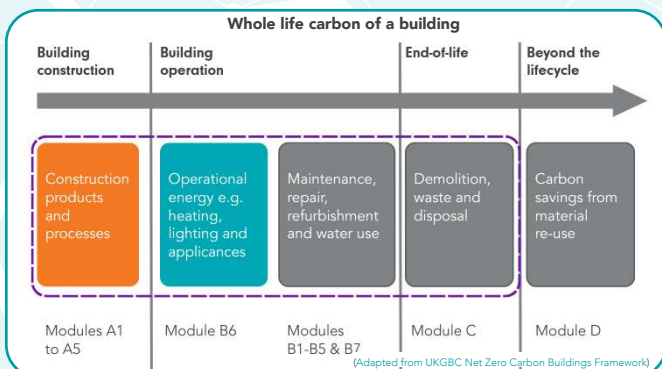 Whole life carbon of a building
Building
construction
Building
operation
End-of-life
Beyond the
lifecycle
Construction
products
and
processes
Operational
energy e.g.
heating,
lighting and
applicances
Maintenance,
repair,
refurbishment
and water use
Demolition,
waste and
disposal
Carbon
savings from
material
re-use
Modules A1
to A5
Module B6
Modules
B1-B5 & B7
Module C
Module D
(Adapted from UKGBC Net Zero Carbon Buildings Framework)